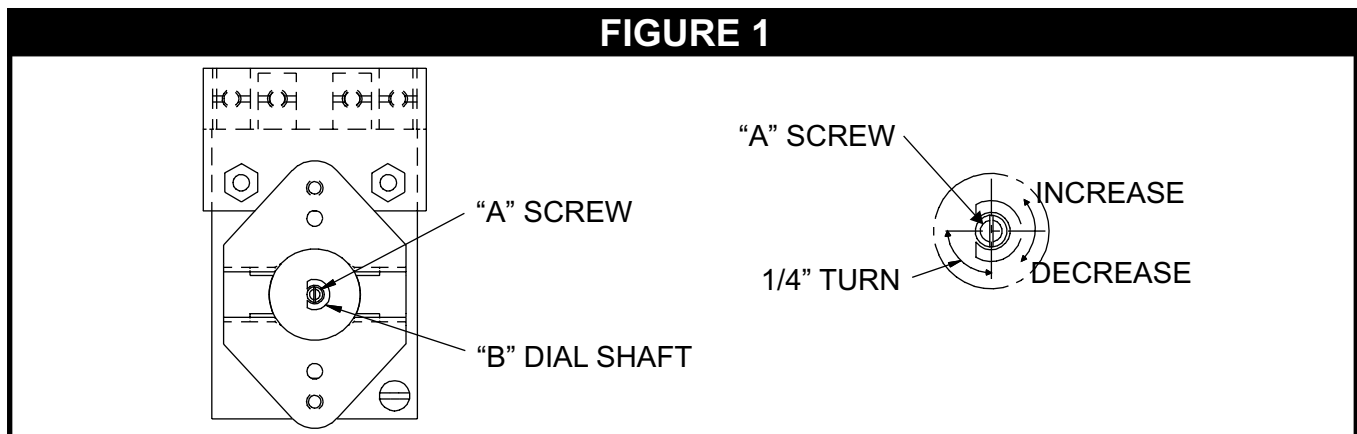 FIGURE 1
“A” SCREW
“B” DIAL SHAFT
“A” SCREW
INCREASE
1/4” TURN
DECREASE